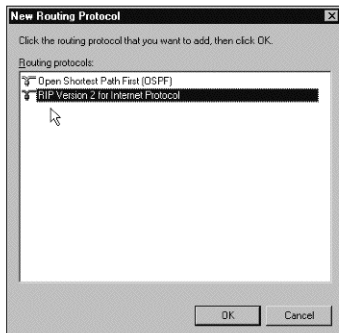 New Routing Protocol
Click the routing protocol that you want to add, then click OK.
Routing protocols:
Open Shortest Path First (OSPF)
RIP Version 2 for Internet Protocol
OK
Cancel